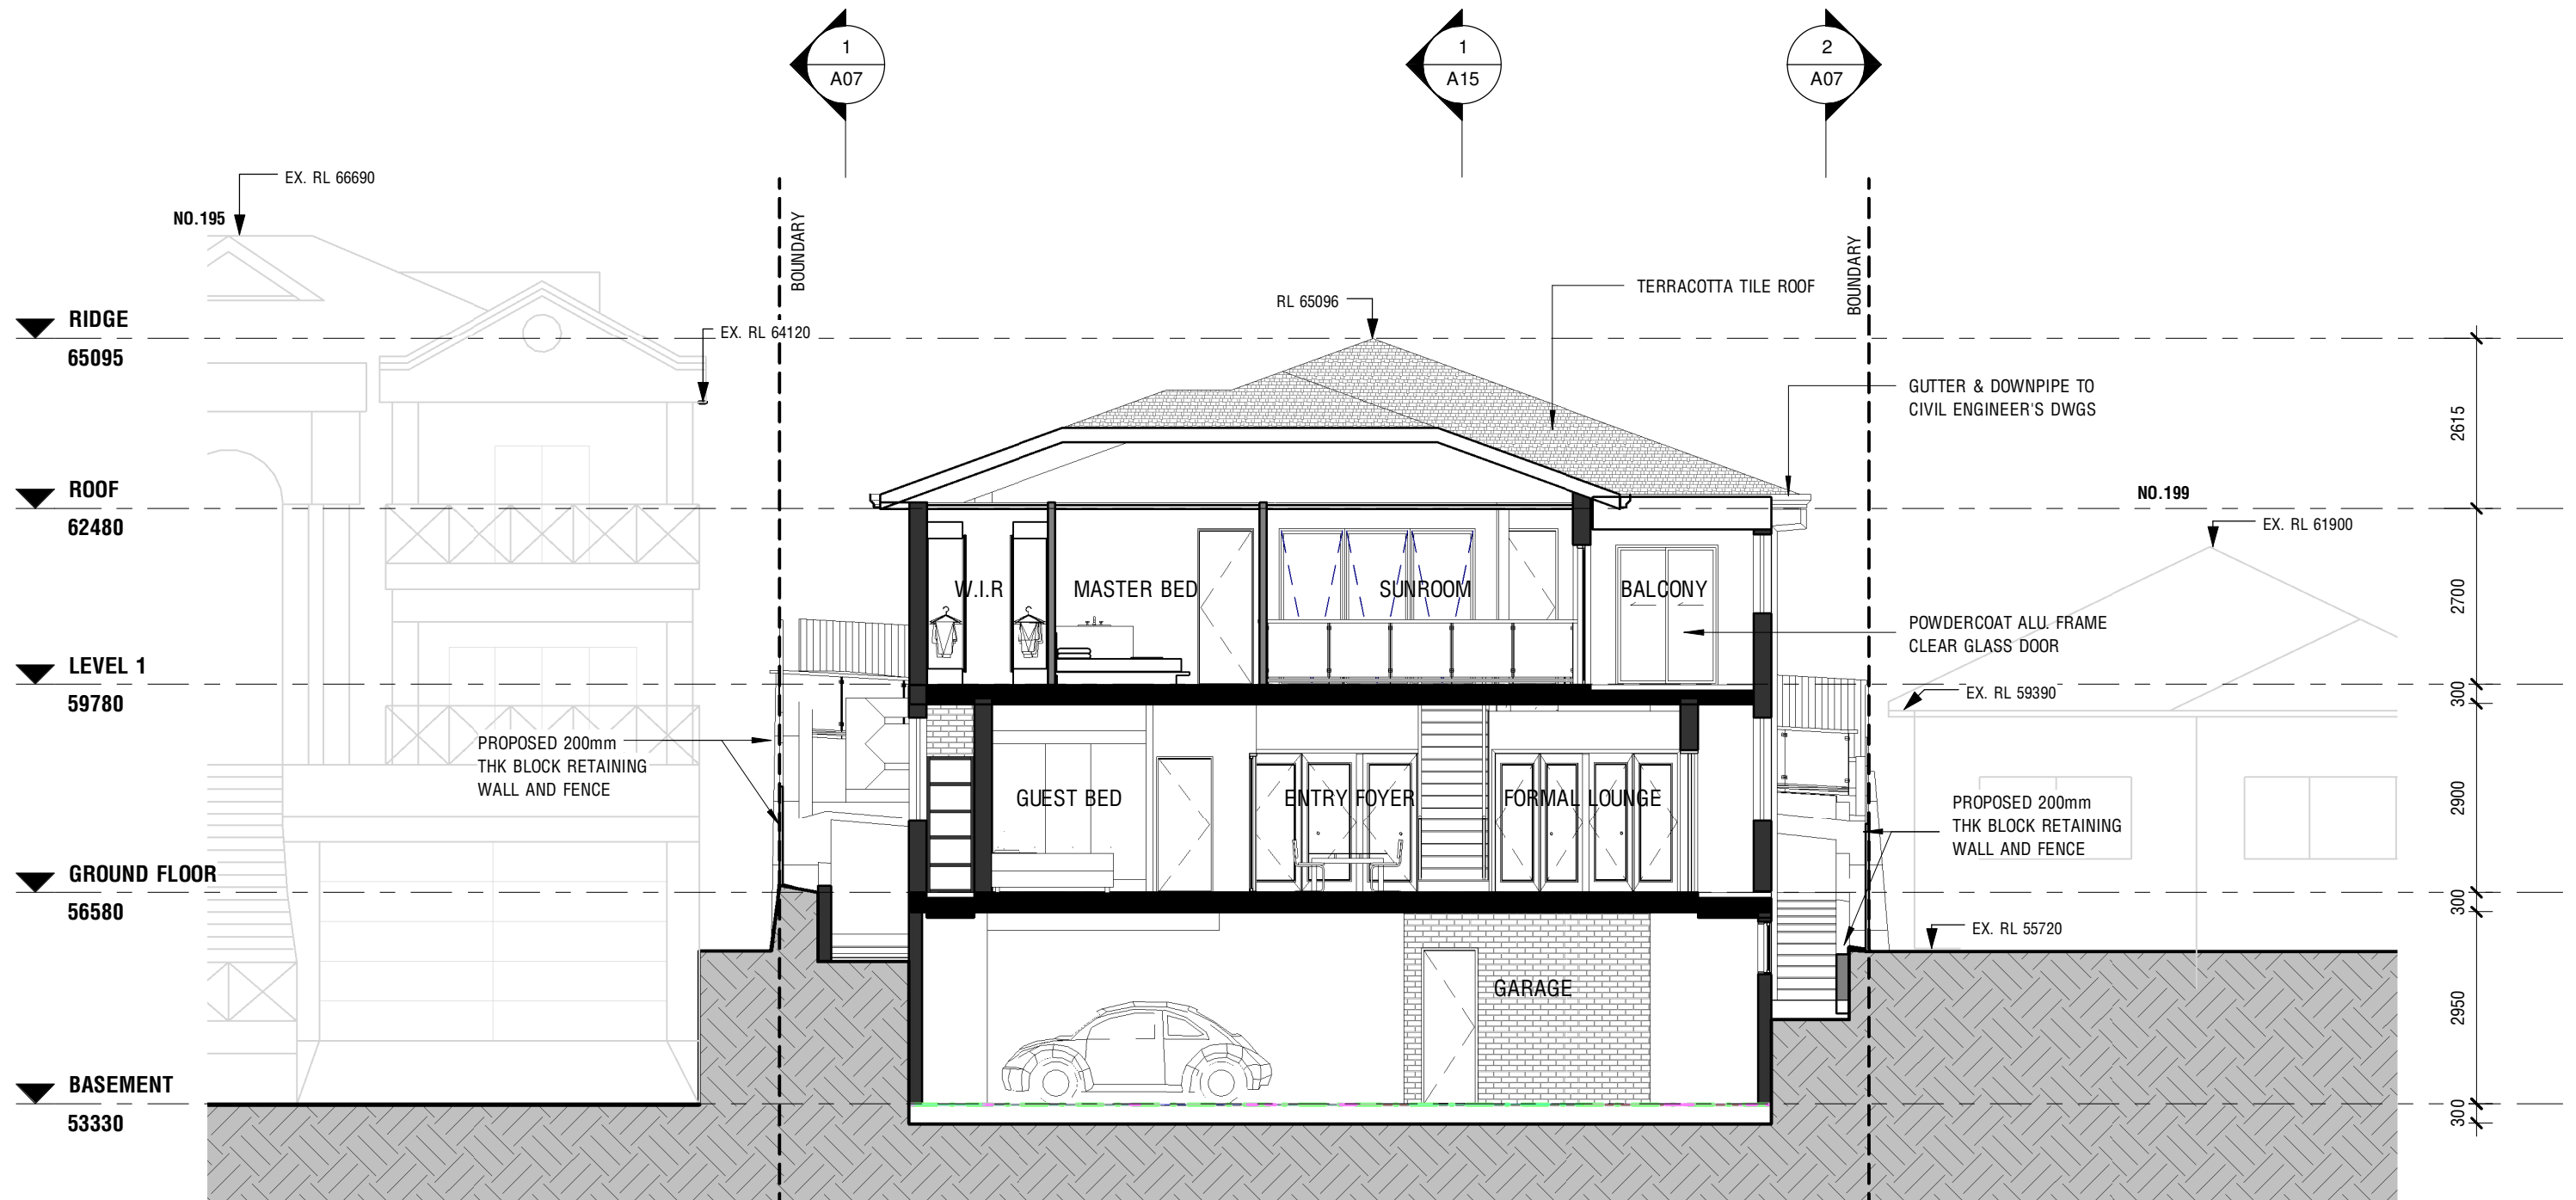 1
A07
1
A15
2
A07
EX. RL 66690
NO.195
BOUNDARY
BOUNDARY
TERRACOTTA TILE ROOF
RL 65096
RIDGE
65095
EX. RL 64120
GUTTER & DOWNPIPE TO
CIVIL ENGINEER'S DWGS
2615
ROOF
62480
NO.199
EX. RL 61900
W.I.R
MASTER BED
SUNROOM
BALCONY
2700
POWDERCOAT ALU. FRAME
CLEAR GLASS DOOR
LEVEL 1
59780
EX. RL 59390
300
PROPOSED 200mm
THK BLOCK RETAINING
WALL AND FENCE
GUEST BED
ENTRY FOYER
FORMAL LOUNGE
2900
PROPOSED 200mm
THK BLOCK RETAINING
WALL AND FENCE
GROUND FLOOR
56580
300
EX. RL 55720
GARAGE
2950
BASEMENT
53330
300